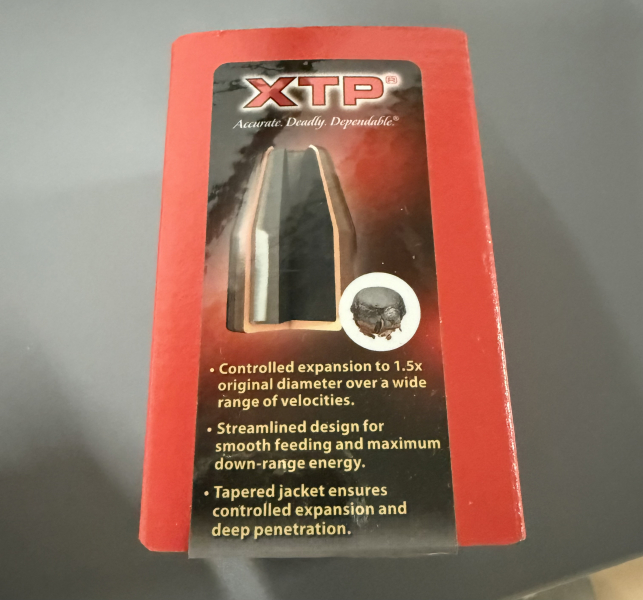 XTP®
Accurate. Deadly. Dependable.®
• Controlled expansion to 1.5x
original diameter over a wide
range of velocities.
• Streamlined design for
smooth feeding and maximum
down-range energy.
• Tapered jacket ensures
controlled expansion and
deep penetration.